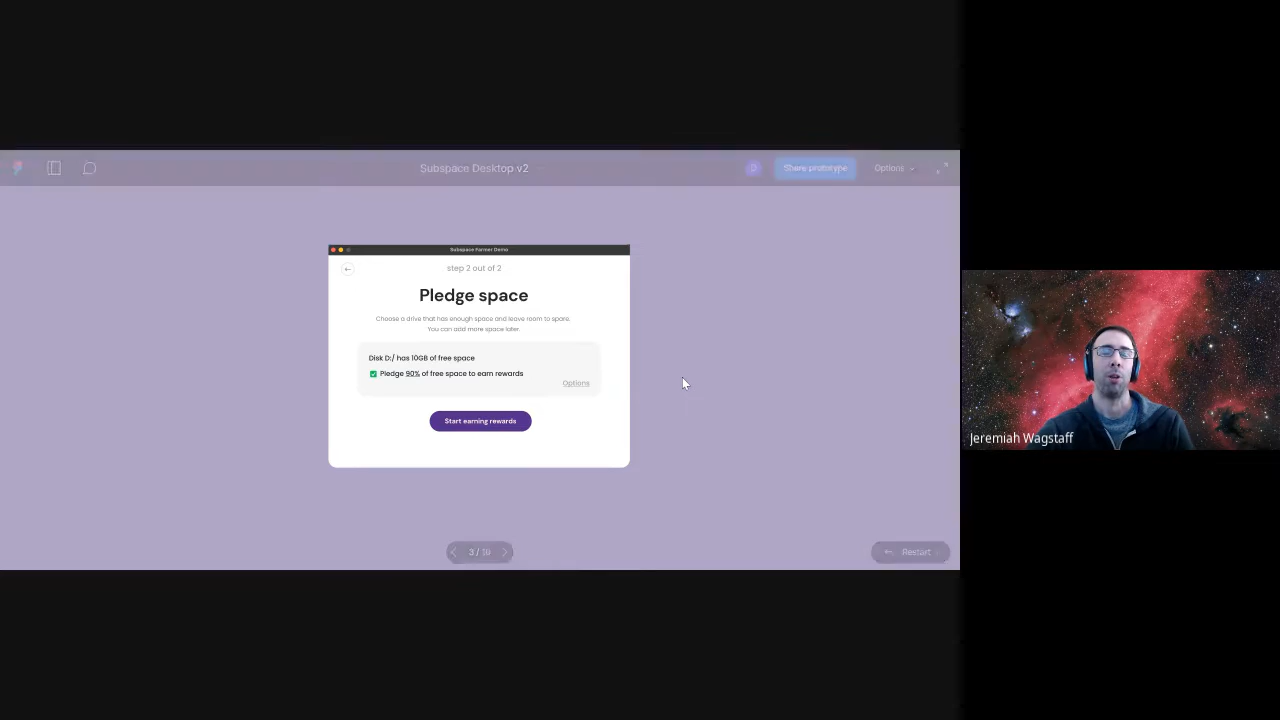 Subspace Desktop v2
D
Share prototype
Options
Subspace Farmer Demo
step 2 out of 2
Pledge space
Choose a drive that has enough space and leave room to spare.
You can add more space later.
Disk D:/ has 10GB of free space
Pledge 90% of free space to earn rewards
Options
Start earning rewards
3 / 10
Restart
Jeremiah Wagstaff